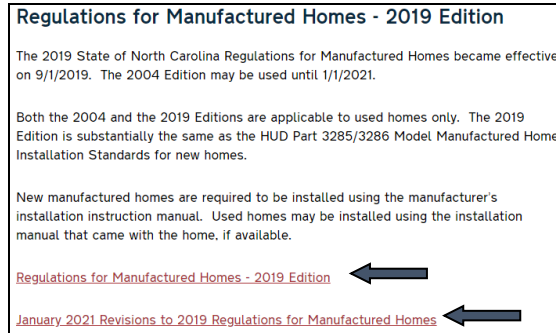 Regulations for Manufactured Homes - 2019 Edition
The 2019 State of North Carolina Regulations for Manufactured Homes became effective
on 9/1/2019. The 2004 Edition may be used until 1/1/2021.
Both the 2004 and the 2019 Editions are applicable to used homes only. The 2019
Edition is substantially the same as the HUD Part 3285/3286 Model Manufactured Home
Installation Standards for new homes.
New manufactured homes are required to be installed using the manufacturer's
installation instruction manual. Used homes may be installed using the installation
manual that came with the home, if available.
Regulations for Manufactured Homes - 2019 Edition
January 2021 Revisions to 2019 Regulations for Manufactured Homes